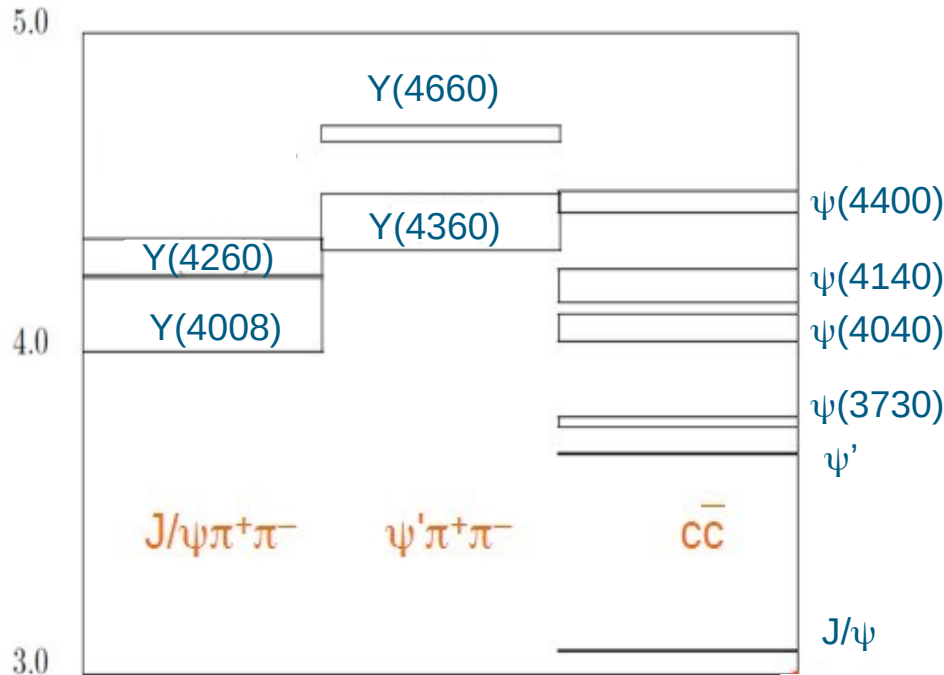 5.0
Y(4660)
ψ(4400)
Y(4360)
Y(4260)
ψ(4140)
Y(4008)
ψ(4040)
4.0
ψ(3730)
ψ’
J/ψπ⁺π⁻
ψ'π⁺π⁻
cc̅
J/ψ
3.0